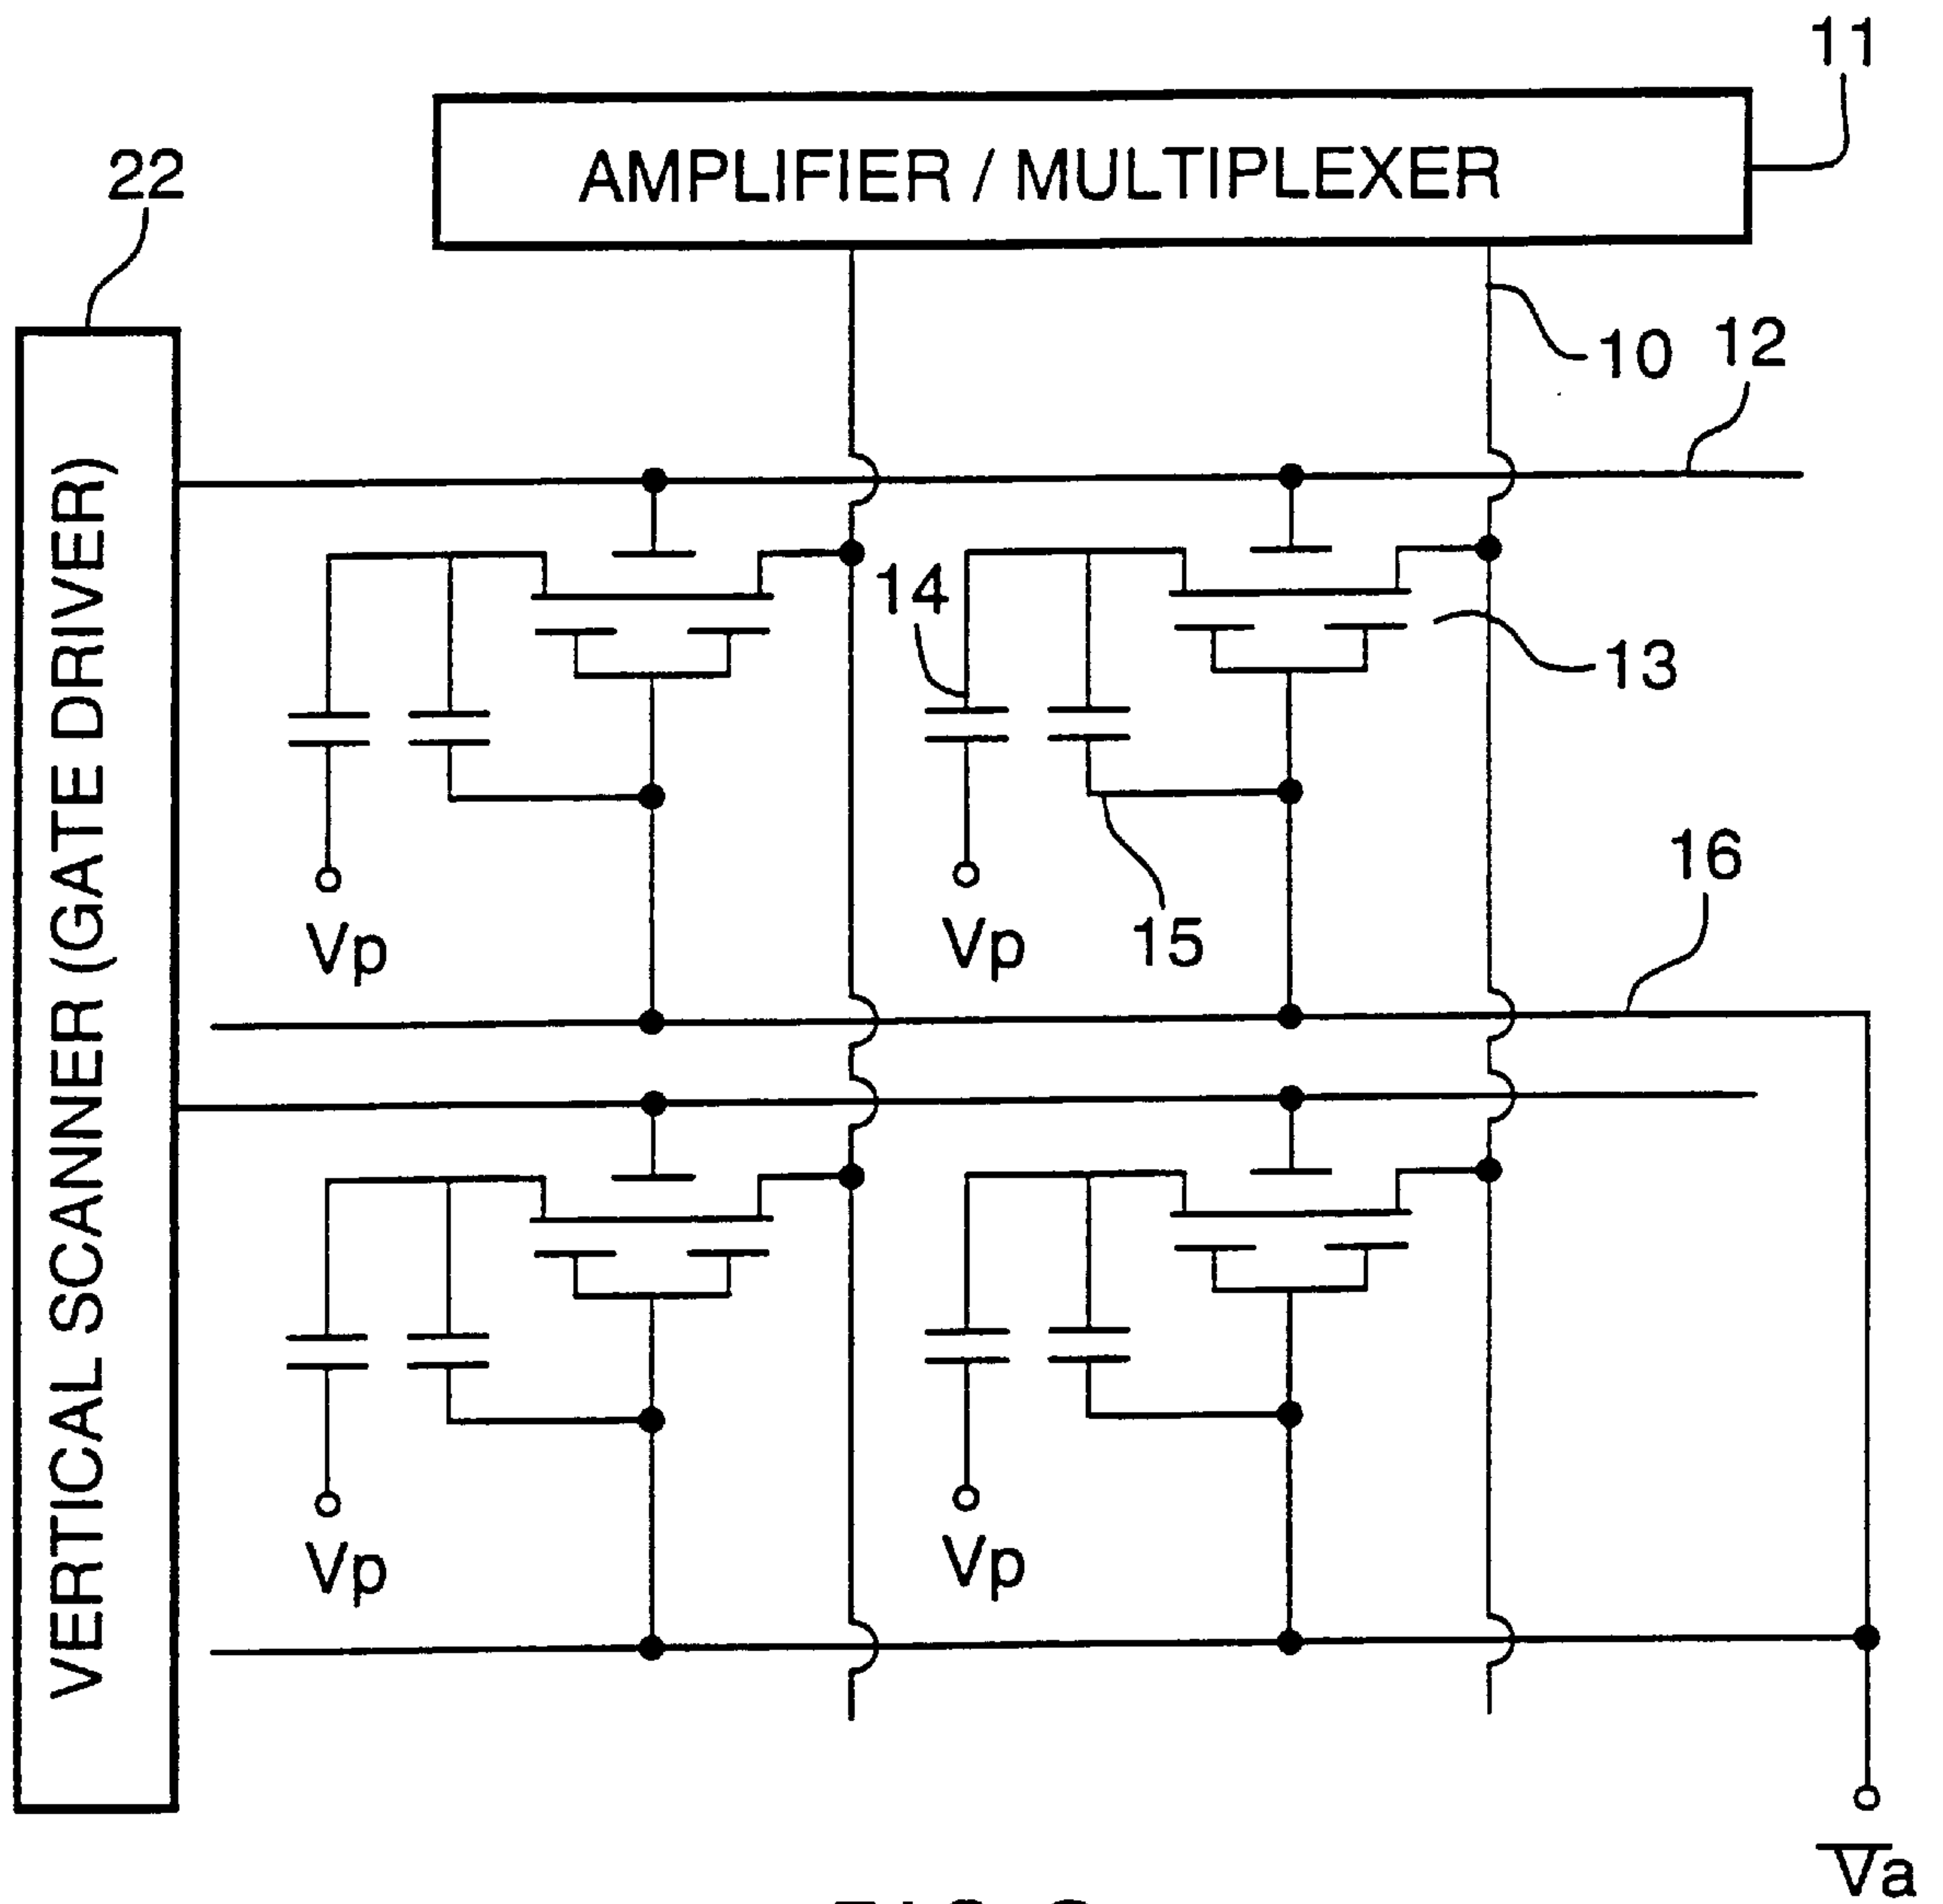 11
AMPLIFIER / MULTIPLEXER
22
10
12
VERTICAL SCANNER (GATE DRIVER)
14
13
15
16
Vp
Vp
Vp
Vp
Va